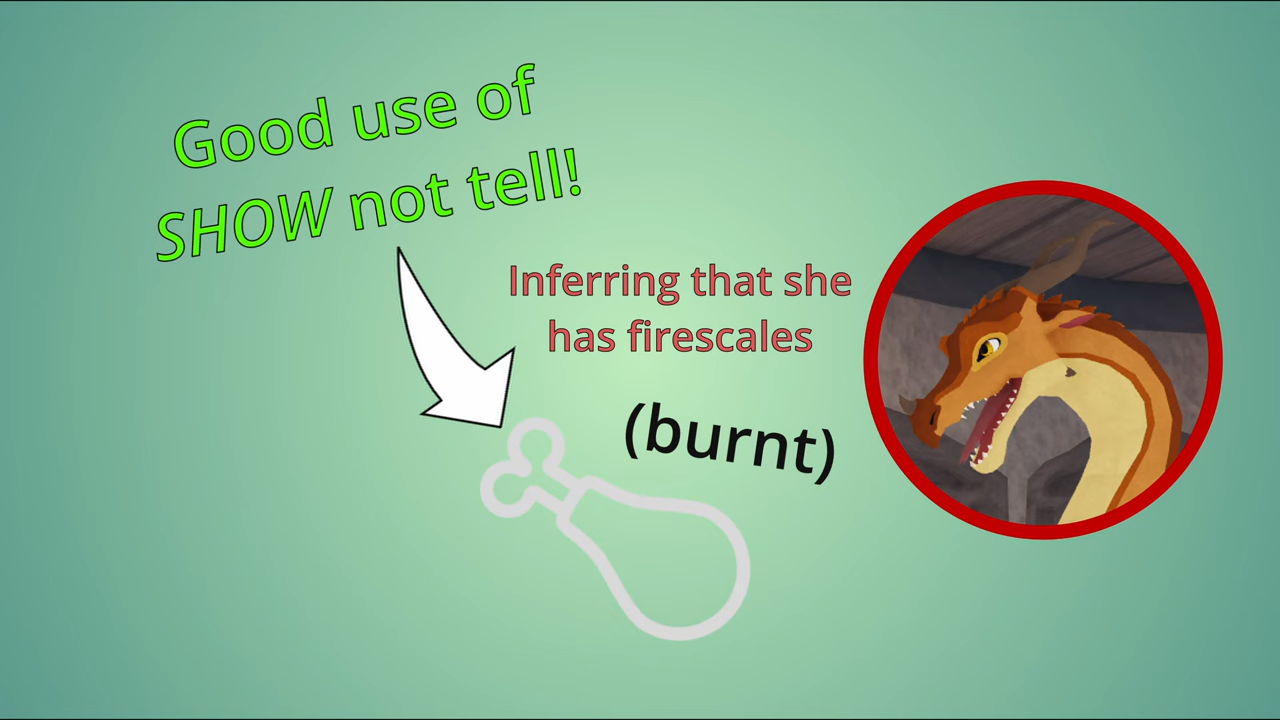 Good use of
SHOW not tell!
Inferring that she
has firescales
(burnt)